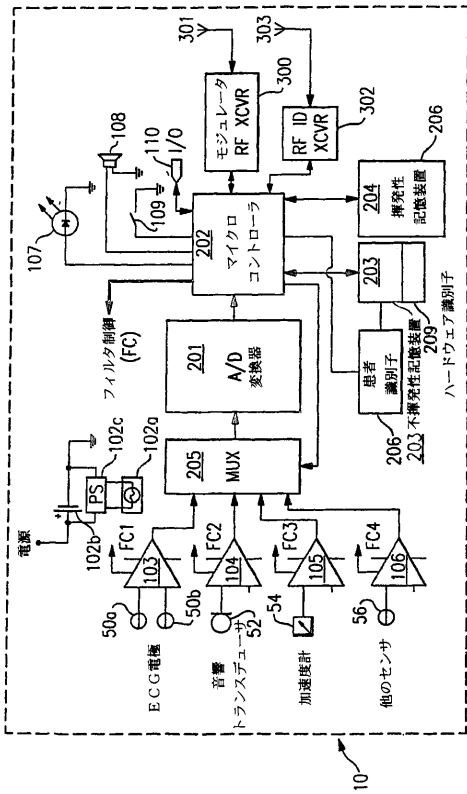 電源
102b
PS
102c
102a
フィルタ制御
(FC)
107
108
109
110
I/O
301
303
モジュレータ
RF XCVR
300
RF ID
XCVR
302
202
マイクロ
コントローラ
201
A/D
変換器
205
MUX
204
揮発性
記憶装置
206
203
209
患者
識別子
206
203 不揮発性記憶装置
ハードウェア識別子
FC1
103
50a
50b
ECG電極
FC2
104
52
音響
トランスデューサ
FC3
105
54
加速度計
FC4
106
56
他のセンサ
10